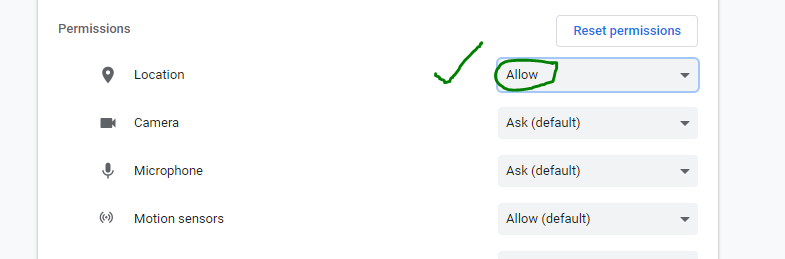 Permissions Reset permissions
Location Allow
Camera Ask (default)
Microphone Ask (default)
Motion sensors Allow (default)